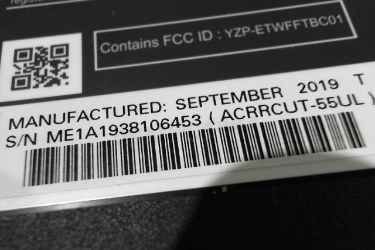 Contains FCC ID : YZP-ETWFFTBC01
MANUFACTURED: SEPTEMBER 2019 T
S/N ME1A1938106453 ( ACRRCUT-55UL )